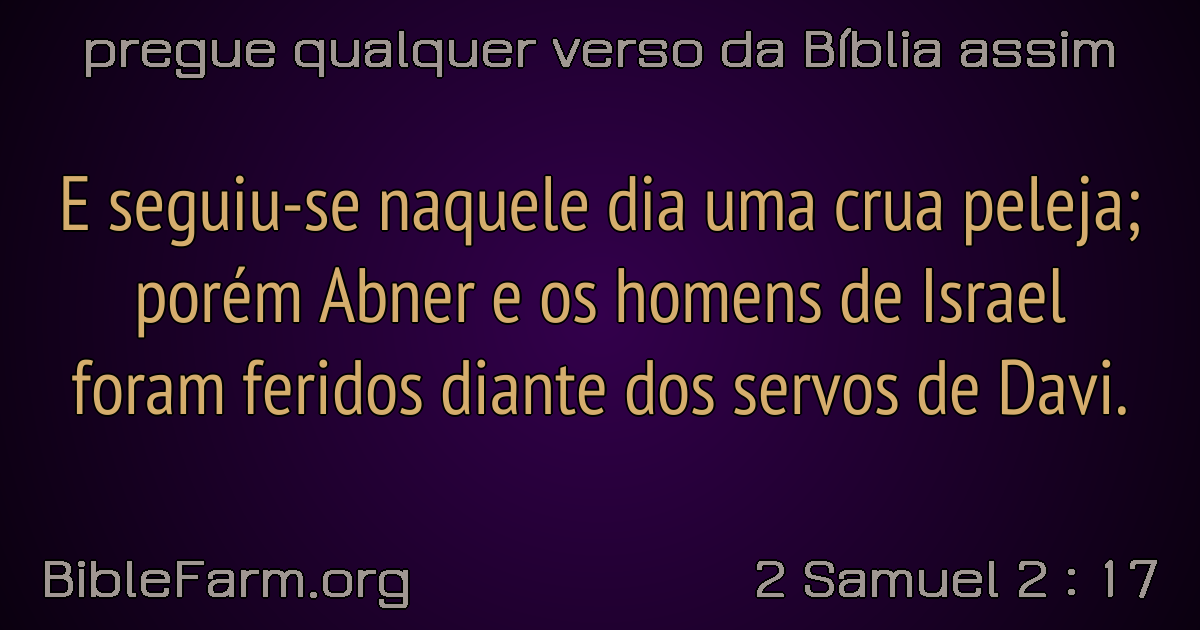 pregue qualquer verso da Bíblia assim
E seguiu-se naquele dia uma crua peleja;
porém Abner e os homens de Israel
foram feridos diante dos servos de Davi.
BibleFarm.org
2 Samuel 2 : 17